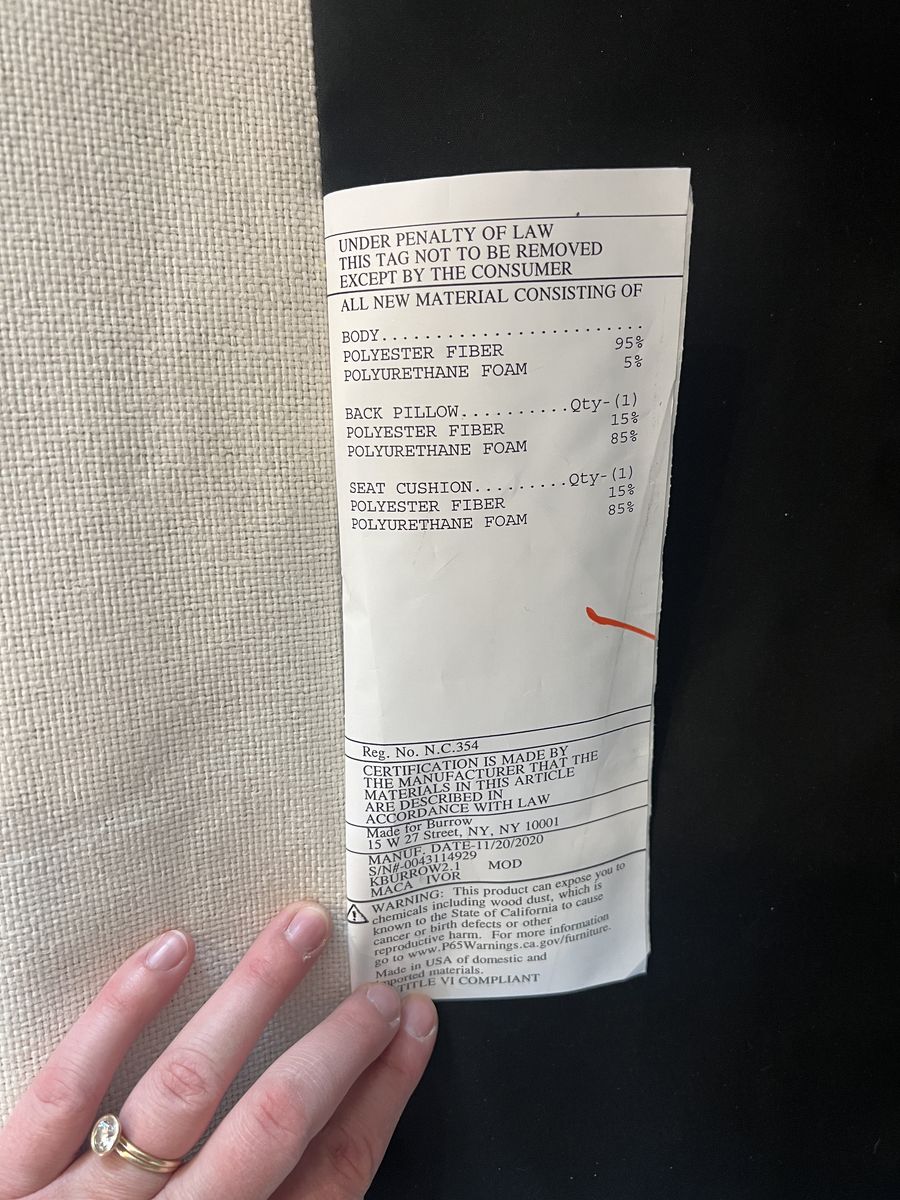 UNDER PENALTY OF LAW
THIS TAG NOT TO BE REMOVED
EXCEPT BY THE CONSUMER
ALL NEW MATERIAL CONSISTING OF
BODY........................
POLYESTER FIBER 95%
POLYURETHANE FOAM 5%
BACK PILLOW..........Qty-(1)
POLYESTER FIBER 15%
POLYURETHANE FOAM 85%
SEAT CUSHION.........Qty-(1)
POLYESTER FIBER 15%
POLYURETHANE FOAM 85%
Reg. No. N.C.354
CERTIFICATION IS MADE BY
THE MANUFACTURER THAT THE
MATERIALS IN THIS ARTICLE
ARE DESCRIBED IN
ACCORDANCE WITH LAW
Made for Burrow
15 W 27 Street, NY, NY 10001
MANUF. DATE-11/20/2020
S/N#-0043114929
KBURROW2.1 MOD
MACA IVOR
WARNING: This product can expose you to
chemicals including wood dust, which is
known to the State of California to cause
cancer or birth defects or other
reproductive harm. For more information
go to www.P65Warnings.ca.gov/furniture.
Made in USA of domestic and
imported materials.
TITLE VI COMPLIANT